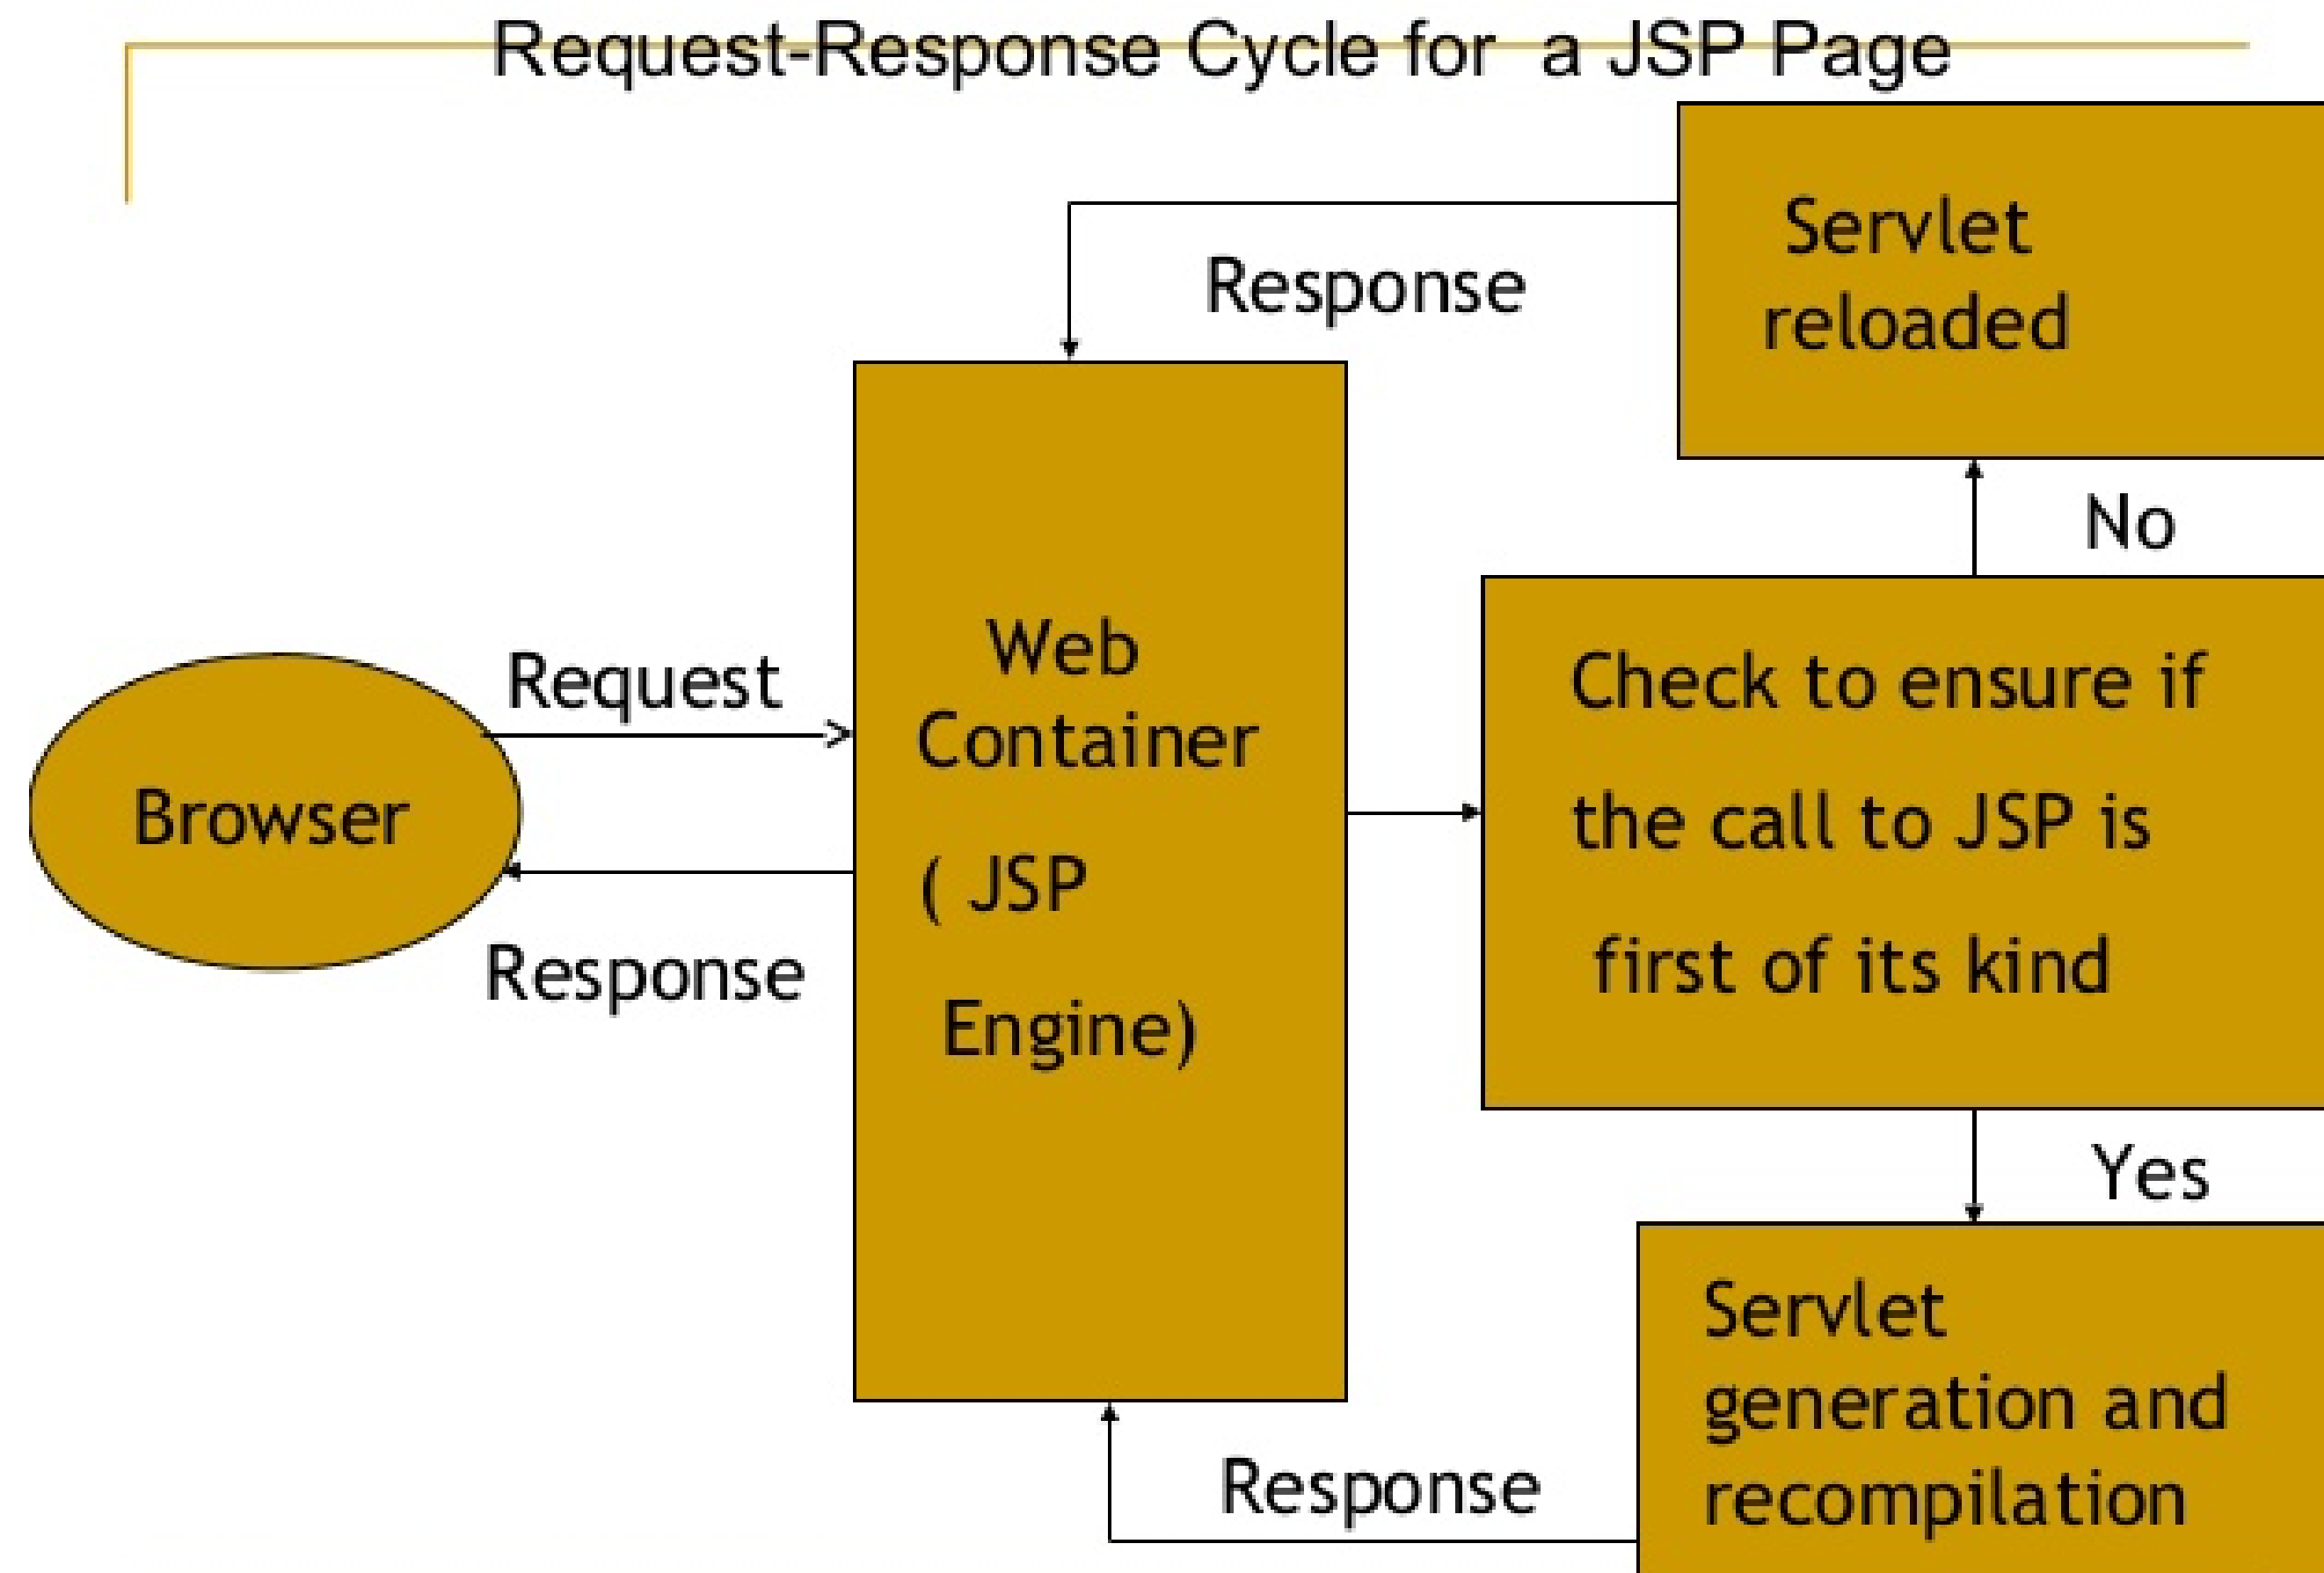 Request-Response Cycle for a JSP Page
Servlet
reloaded
Response
No
Request
Browser
Response
Web
Container
( JSP
Engine)
Check to ensure if
the call to JSP is
first of its kind
Yes
Servlet
generation and
recompilation
Response